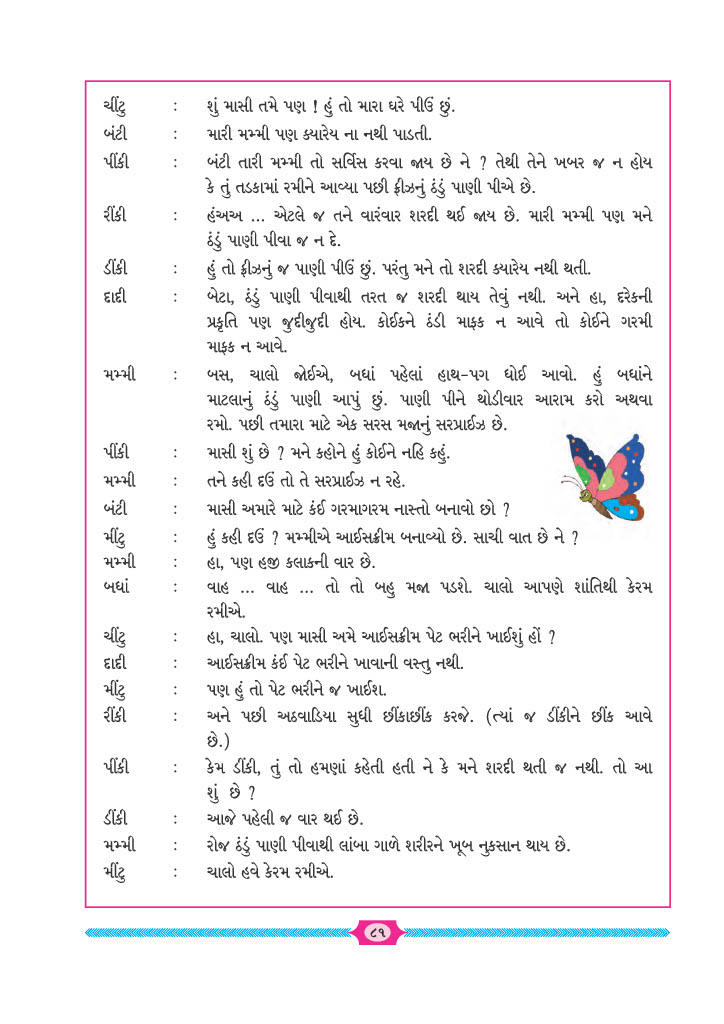 ચીંટુ : શું માસી તમે પણ ! હું તો મારા ઘરે પીઉં છું.
બંટી : મારી મમ્મી પણ ક્યારેય ના નથી પાડતી.
પીંકી : બંટી તારી મમ્મી તો સર્વિસ કરવા જાય છે ને ? તેથી તેને ખબર જ ન હોય
કે તું તડકામાં રમીને આવ્યા પછી ફ્રીઝનું ઠંડું પાણી પીએ છે.
રીંકી : હંઅઅ ... એટલે જ તને વારંવાર શરદી થઈ જાય છે. મારી મમ્મી પણ મને
ઠંડું પાણી પીવા જ ન દે.
ડીંકી : હું તો ફ્રીઝનું જ પાણી પીઉં છું. પરંતુ મને તો શરદી ક્યારેય નથી થતી.
દાદી : બેટા, ઠંડું પાણી પીવાથી તરત જ શરદી થાય તેવું નથી. અને હા, દરેકની
પ્રકૃતિ પણ જુદીજુદી હોય. કોઈકને ઠંડી માફક ન આવે તો કોઈને ગરમી
માફક ન આવે.
મમ્મી : બસ, ચાલો જોઈએ, બધાં પહેલાં હાથ-પગ ધોઈ આવો. હું બધાંને
માટલાનું ઠંડું પાણી આપું છું. પાણી પીને થોડીવાર આરામ કરો અથવા
રમો. પછી તમારા માટે એક સરસ મજાનું સરપ્રાઈઝ છે.
પીંકી : માસી શું છે ? મને કહોને હું કોઈને નહિ કહું.
મમ્મી : તને કહી દઉં તો તે સરપ્રાઈઝ ન રહે.
બંટી : માસી અમારે માટે કંઈ ગરમાગરમ નાસ્તો બનાવો છો ?
મીંટુ : હું કહી દઉં ? મમ્મીએ આઈસક્રીમ બનાવ્યો છે. સાચી વાત છે ને ?
મમ્મી : હા, પણ હજી કલાકની વાર છે.
બધાં : વાહ ... વાહ ... તો તો બહુ મજા પડશે. ચાલો આપણે શાંતિથી કેરમ
રમીએ.
ચીંટુ : હા, ચાલો. પણ માસી અમે આઈસક્રીમ પેટ ભરીને ખાઈશું હોં ?
દાદી : આઈસક્રીમ કંઈ પેટ ભરીને ખાવાની વસ્તુ નથી.
મીંટુ : પણ હું તો પેટ ભરીને જ ખાઈશ.
રીંકી : અને પછી અઠવાડિયા સુધી છીંકાછીંક કરજે. (ત્યાં જ ડીંકીને છીંક આવે
છે.)
પીંકી : કેમ ડીંકી, તું તો હમણાં કહેતી હતી ને કે મને શરદી થતી જ નથી. તો આ
શું છે ?
ડીંકી : આજે પહેલી જ વાર થઈ છે.
મમ્મી : રોજ ઠંડું પાણી પીવાથી લાંબા ગાળે શરીરને ખૂબ નુકસાન થાય છે.
મીંટુ : ચાલો હવે કેરમ રમીએ.
૮૧